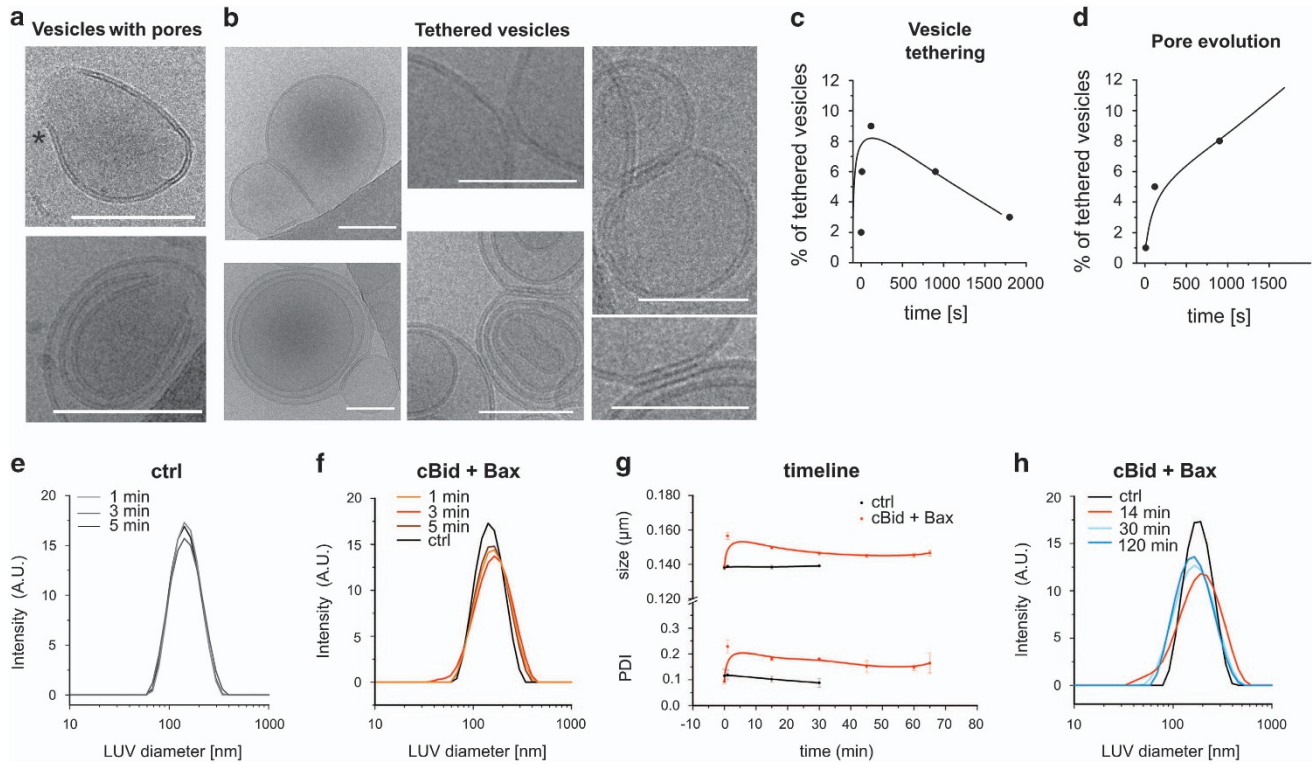 a
Vesicles with pores
*
b
Tethered vesicles
c
Vesicle
tethering
% of tethered vesicles
12
10
8
6
4
2
0
0 500 1000 1500 2000
time [s]
d
Pore evolution
% of tethered vesicles
12
10
8
6
4
2
0
0 500 1000 1500
time [s]
e
ctrl
1 min
3 min
5 min
Intensity (A.U.)
20
15
10
5
0
10 100 1000
LUV diameter [nm]
f
cBid + Bax
1 min
3 min
5 min
ctrl
Intensity (A.U.)
20
15
10
5
0
10 100 1000
LUV diameter [nm]
g
timeline
ctrl
cBid + Bax
size (µm)
0.180
0.160
0.140
0.120
PDI
0.3
0.2
0.1
0.0
-10 0 10 20 30 40 50 60 70 80
time (min)
h
cBid + Bax
ctrl
14 min
30 min
120 min
Intensity (A.U.)
20
15
10
5
0
10 100 1000
LUV diameter [nm]